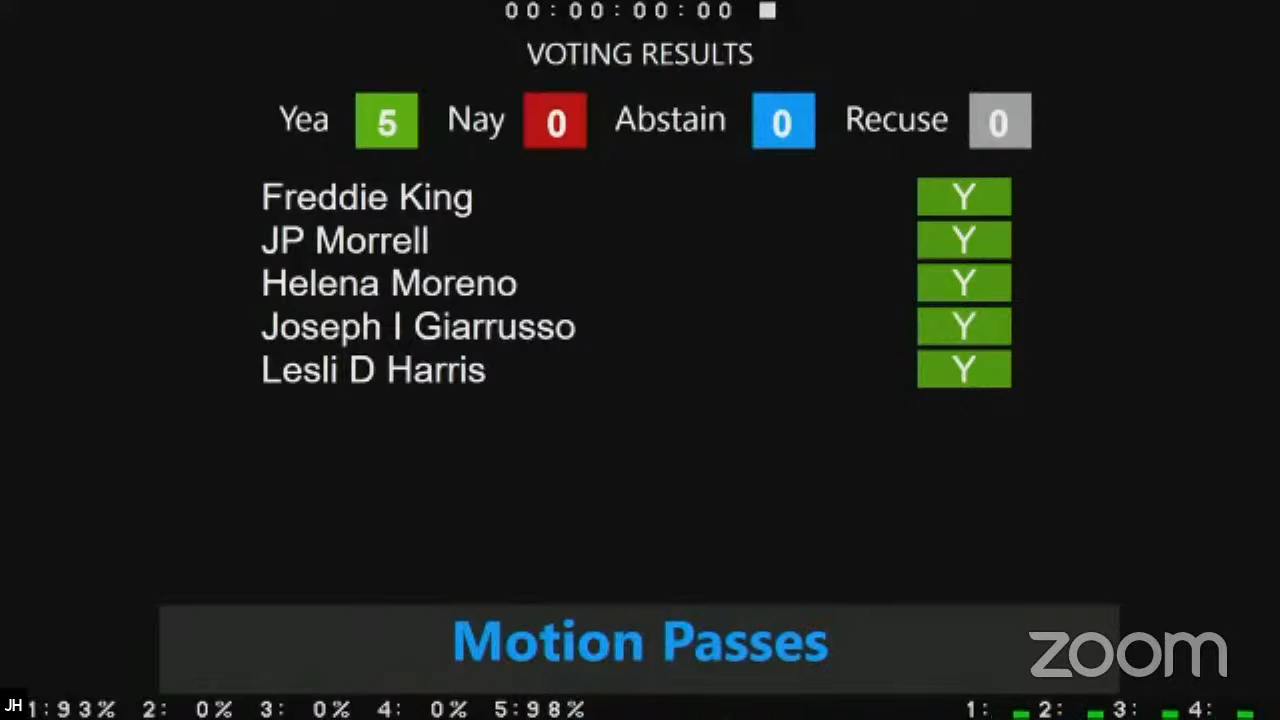 00:00:00:00
VOTING RESULTS
Yea 5 Nay 0 Abstain 0 Recuse 0
Freddie King Y
JP Morrell Y
Helena Moreno Y
Joseph I Giarrusso Y
Lesli D Harris Y
Motion Passes
zoom
JH 1:93% 2: 0% 3: 0% 4: 0% 5:98% 1: 2: 3: 4: